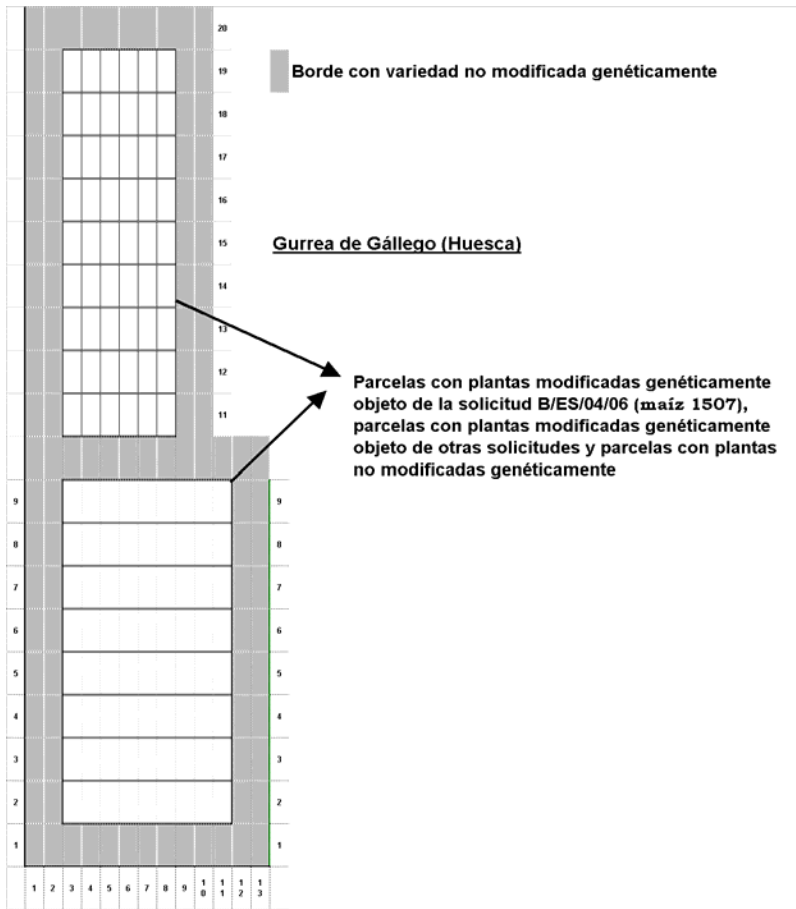 20
19
Borde con variedad no modificada genéticamente
18
17
16
15
Gurrea de Gállego (Huesca)
14
13
12
Parcelas con plantas modificadas genéticamente
objeto de la solicitud B/ES/04/06 (maíz 1507),
11
parcelas con plantas modificadas genéticamente
objeto de otras solicitudes y parcelas con plantas
no modificadas genéticamente
9 9
8 8
7 7
6 6
5 5
4 4
3 3
2 2
1 1
1 2 3 4 5 6 7 8 9 10 11 12 13